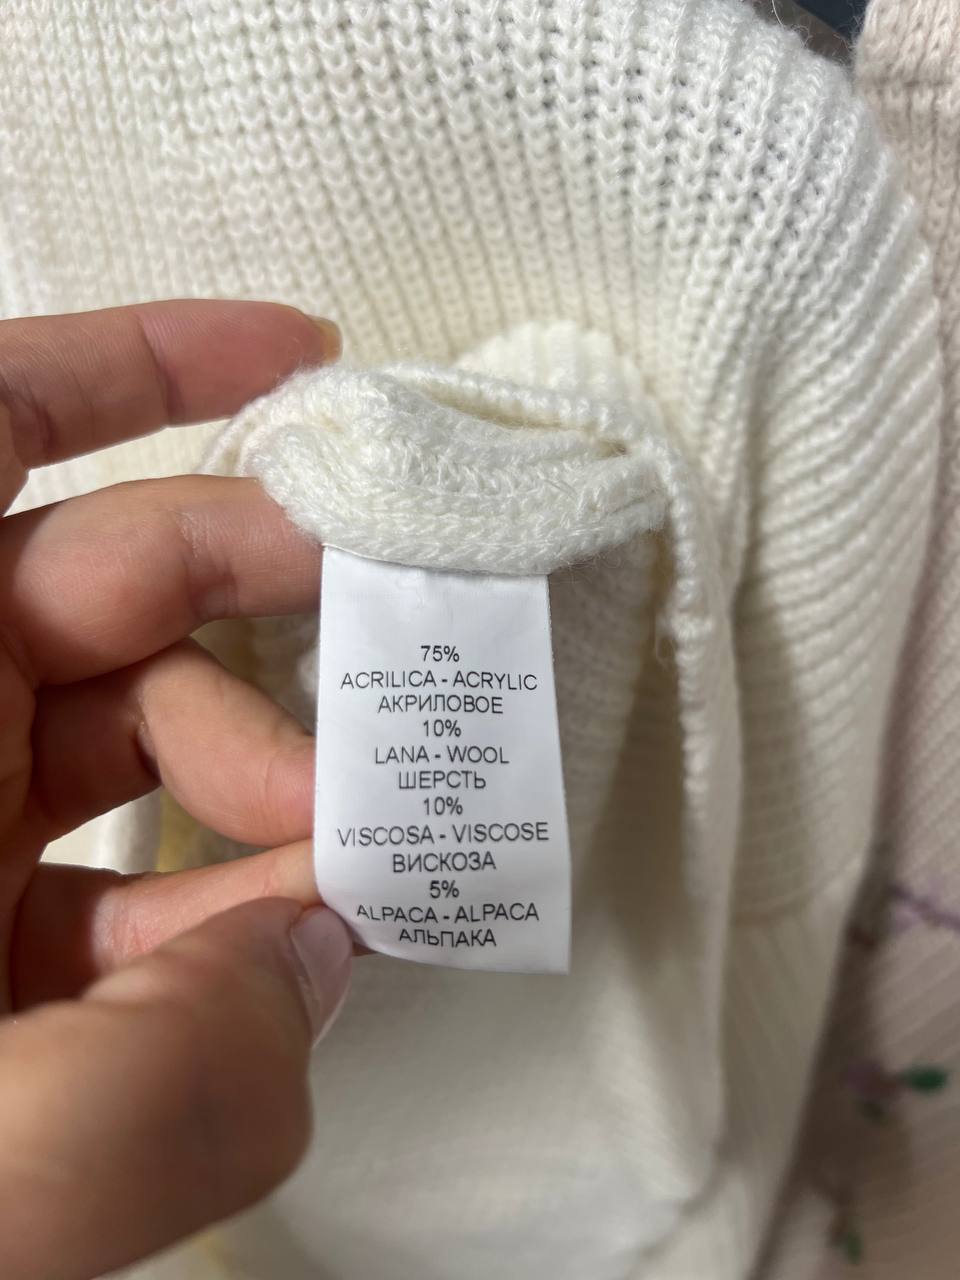 75%
ACRILICA - ACRYLIC
АКРИЛОВОЕ
10%
LANA - WOOL
ШЕРСТЬ
10%
VISCOSA - VISCOSE
ВИСКОЗА
5%
ALPACA - ALPACA
АЛЬПАКА